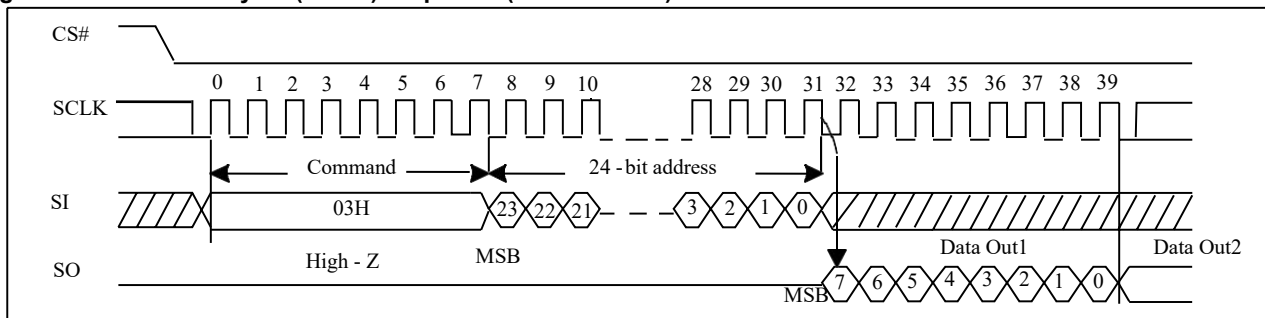 CS#
0 1 2 3 4 5 6 7 8 9 10 28 29 30 31 32 33 34 35 36 37 38 39
SCLK
Command 24 -bit address
SI 03H 23 22 21 3 2 1 0
High - Z MSB Data Out1 Data Out2
SO MSB 7 6 5 4 3 2 1 0